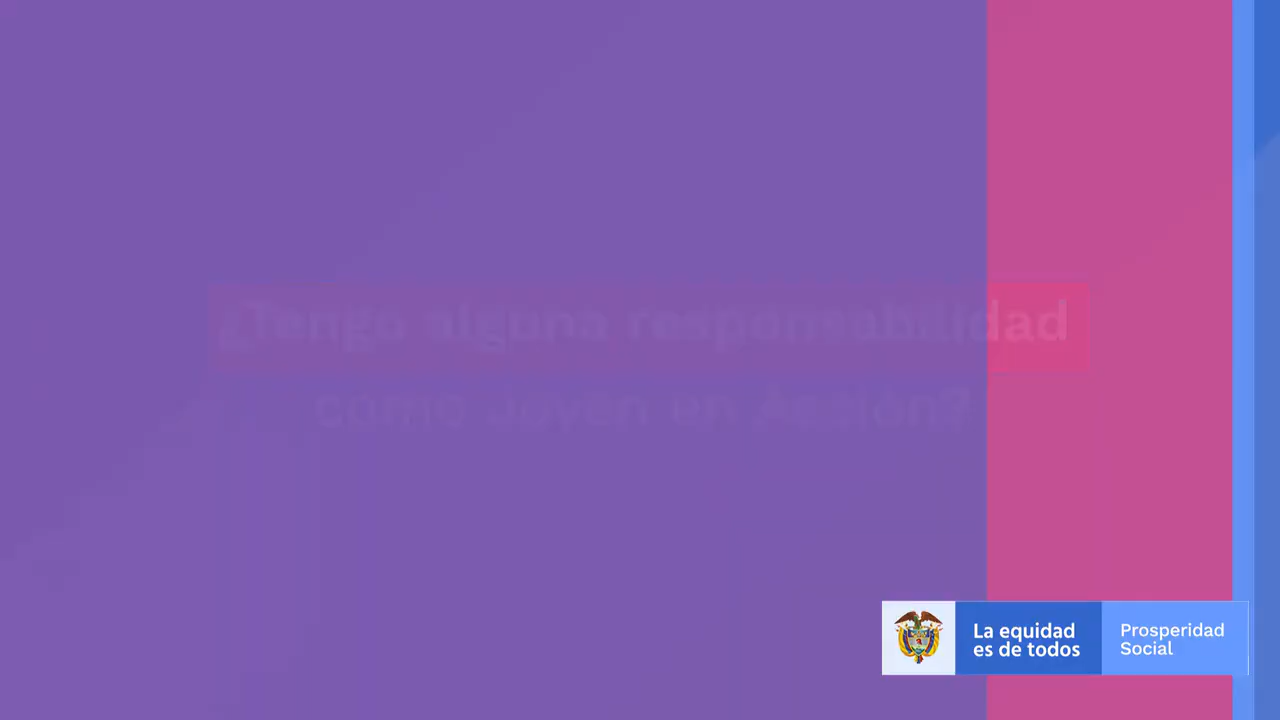 ¿Tengo alguna responsabilidad
como Joven en Acción?
La equidad
es de todos
Prosperidad
Social